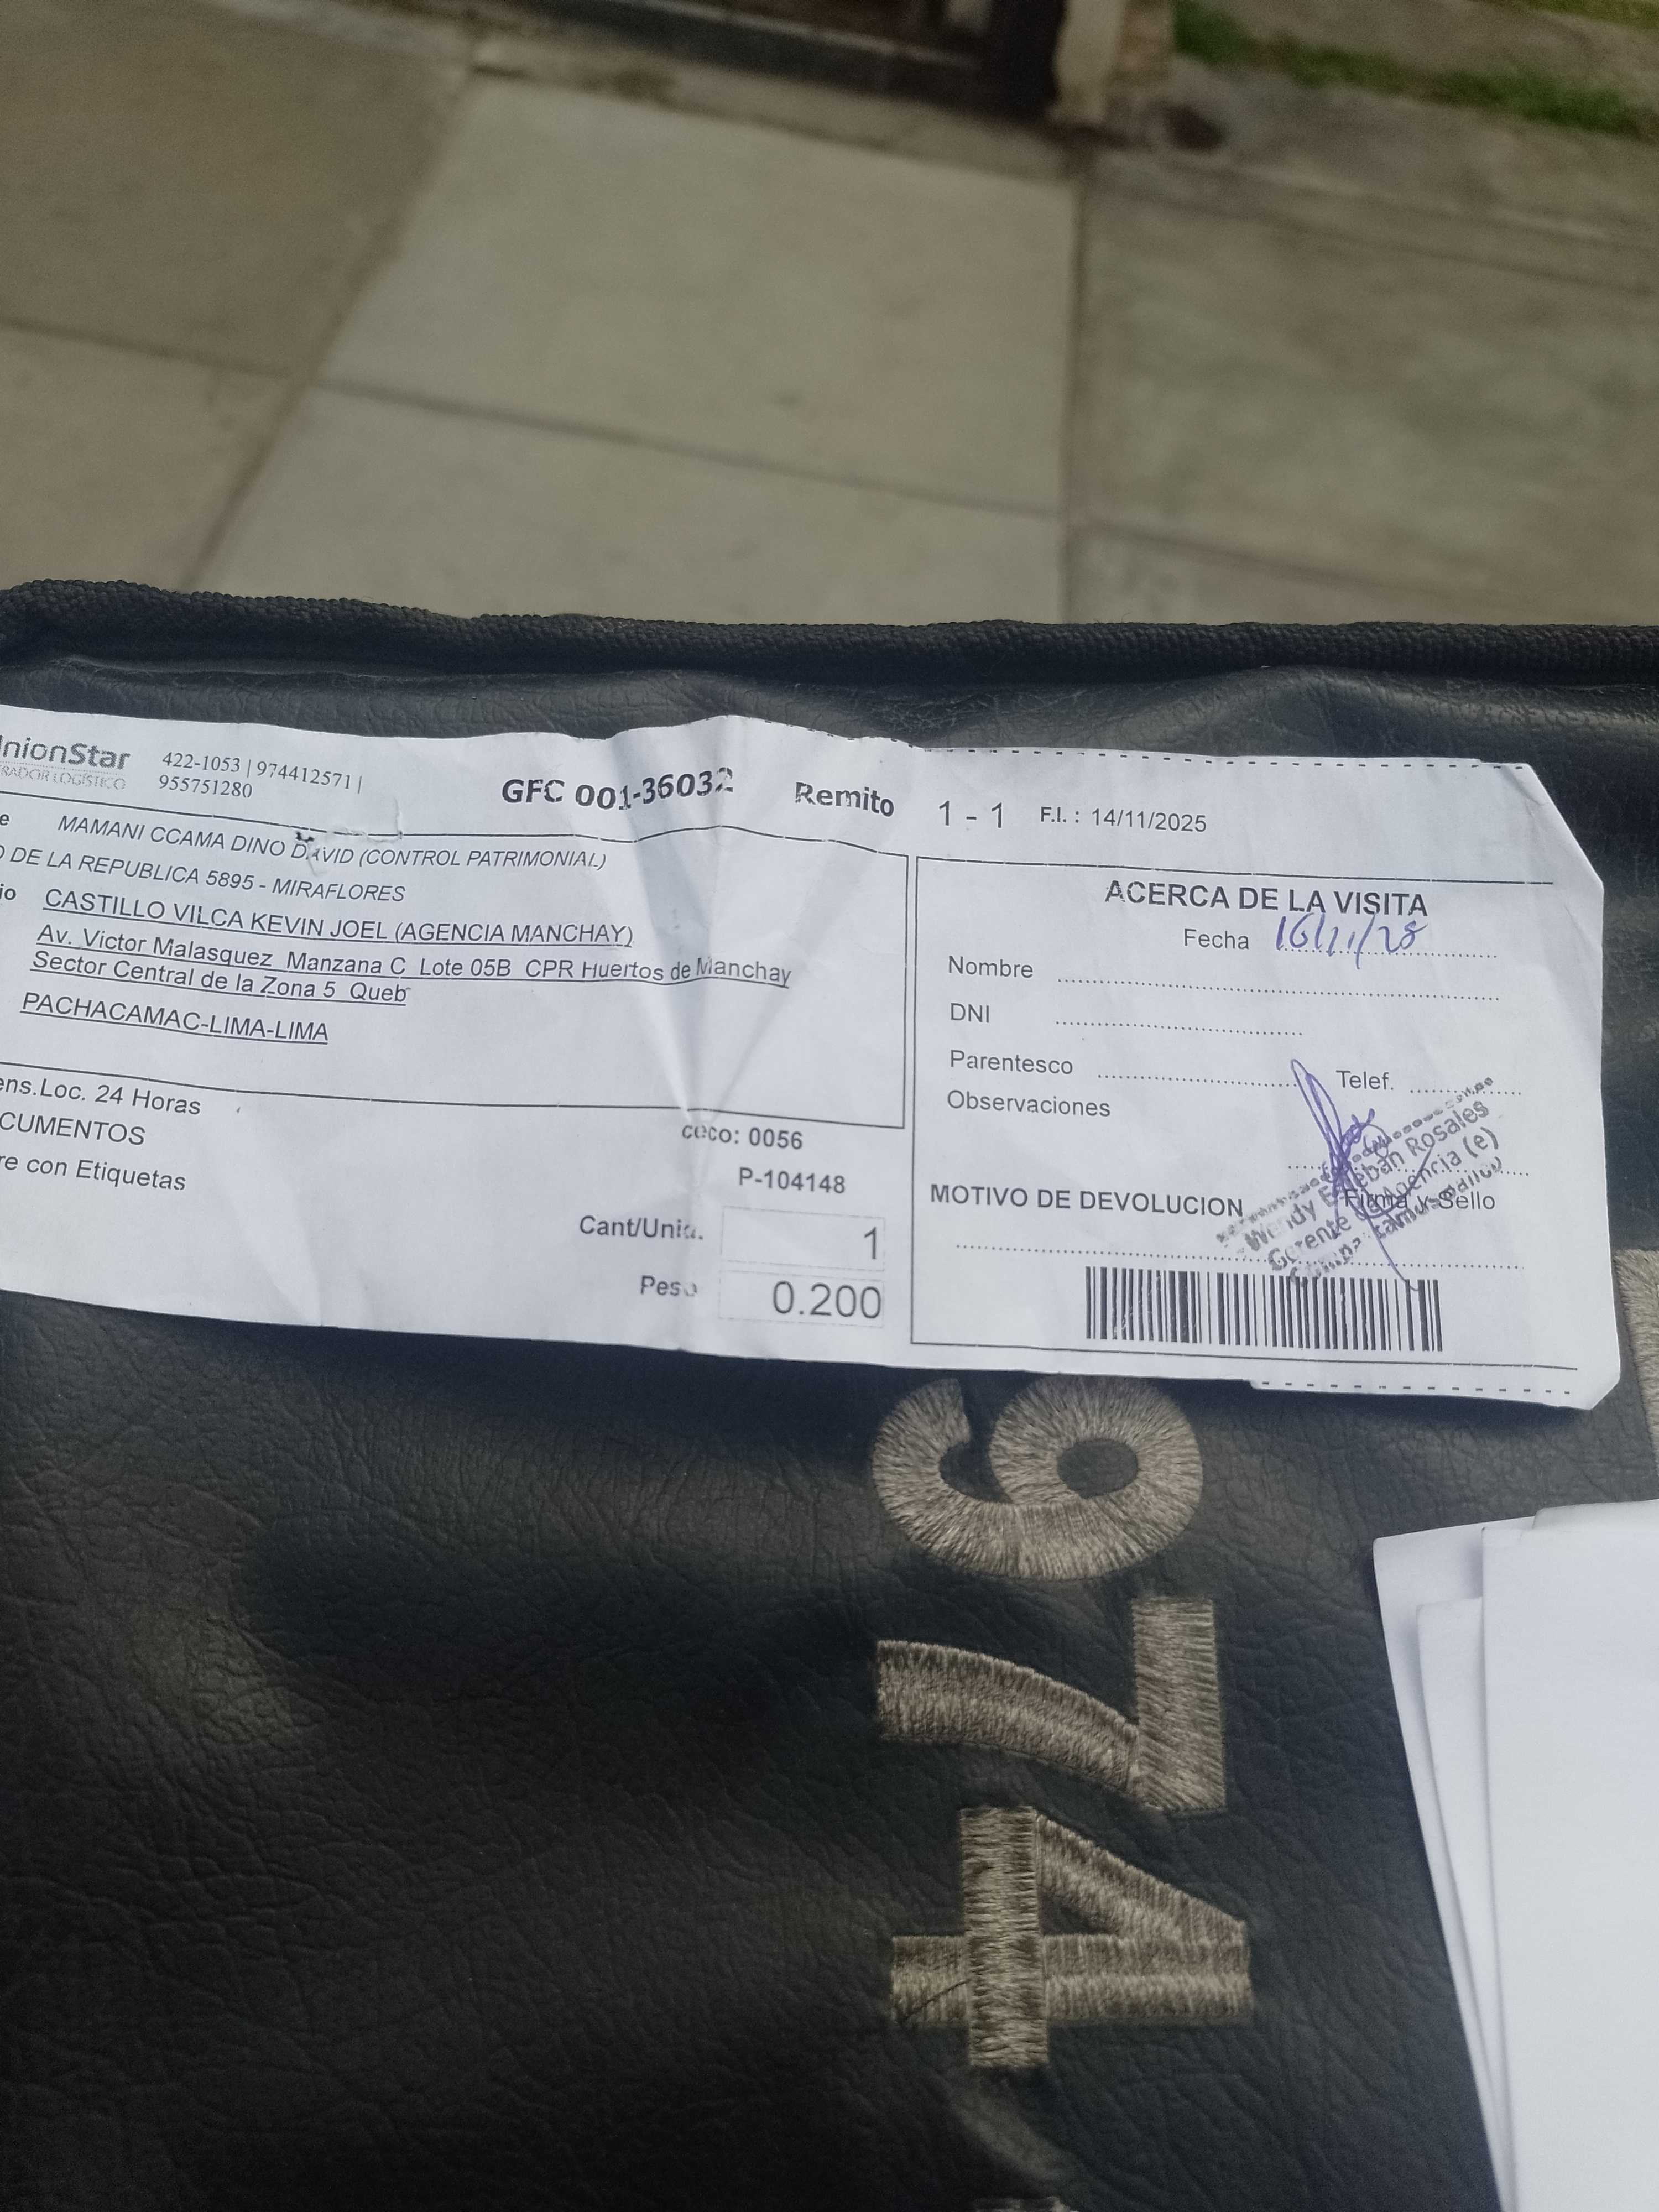 nionStar
RADOR LOGÍSTICO
422-1053 | 974412571 |
955751280
GFC 001-36032
Remito 1 - 1 F.I. : 14/11/2025
e MAMANI CCAMA DINO DAVID (CONTROL PATRIMONIAL)
O DE LA REPUBLICA 5895 - MIRAFLORES
io CASTILLO VILCA KEVIN JOEL (AGENCIA MANCHAY)
Av. Victor Malasquez Manzana C Lote 05B CPR Huertos de Manchay
Sector Central de la Zona 5 Queb
PACHACAMAC-LIMA-LIMA
ens.Loc. 24 Horas
CUMENTOS
re con Etiquetas
ceco: 0056
P-104148
Cant/Unid. 1
Peso 0.200
ACERCA DE LA VISITA
Fecha
Nombre
DNI
Parentesco Telef.
Observaciones
Firma y Sello
Wendy Esteban Rosales
Gerente de Agencia (e)
MOTIVO DE DEVOLUCION
974